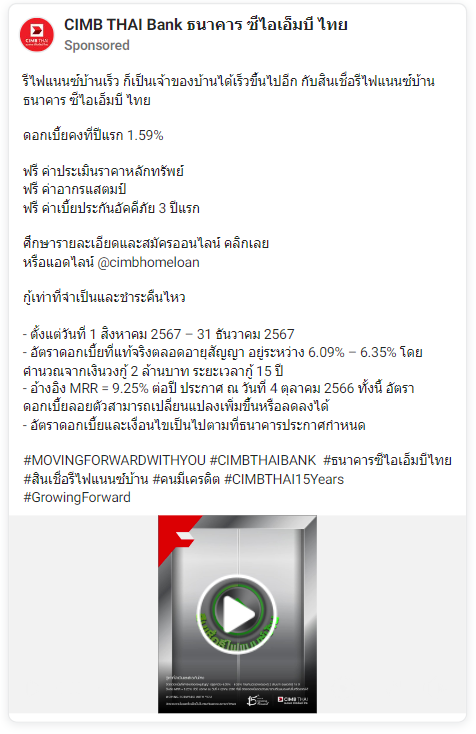 CIMB THAI Bank ธนาคาร ซีไอเอ็มบี ไทย
Sponsored
CIMB THAI
รีไฟแนนซ์บ้านเร็ว ก็เป็นเจ้าของบ้านได้เร็วขึ้นไปอีก กับสินเชื่อรีไฟแนนซ์บ้าน
ธนาคาร ซีไอเอ็มบี ไทย
ดอกเบี้ยคงที่ปีแรก 1.59%
ฟรี ค่าประเมินราคาหลักทรัพย์
ฟรี ค่าอากรแสตมป์
ฟรี ค่าเบี้ยประกันอัคคีภัย 3 ปีแรก
ศึกษารายละเอียดและสมัครออนไลน์ คลิกเลย
หรือแอดไลน์ @cimbhomeloan
กู้เท่าที่จำเป็นและชำระคืนไหว
- ตั้งแต่วันที่ 1 สิงหาคม 2567 – 31 ธันวาคม 2567
- อัตราดอกเบี้ยที่แท้จริงตลอดอายุสัญญา อยู่ระหว่าง 6.09% – 6.35% โดย
คำนวณจากเงินวงกู้ 2 ล้านบาท ระยะเวลากู้ 15 ปี
- อ้างอิง MRR = 9.25% ต่อปี ประกาศ ณ วันที่ 4 ตุลาคม 2566 ทั้งนี้ อัตรา
ดอกเบี้ยลอยตัวสามารถเปลี่ยนแปลงเพิ่มขึ้นหรือลดลงได้
- อัตราดอกเบี้ยและเงื่อนไขเป็นไปตามที่ธนาคารประกาศกำหนด
#MOVINGFORWARDWITHYOU #CIMBTHAIBANK #ธนาคารซีไอเอ็มบีไทย
#สินเชื่อรีไฟแนนซ์บ้าน #คนมีเครดิต #CIMBTHAI15Years
#GrowingForward
CIMB THAI